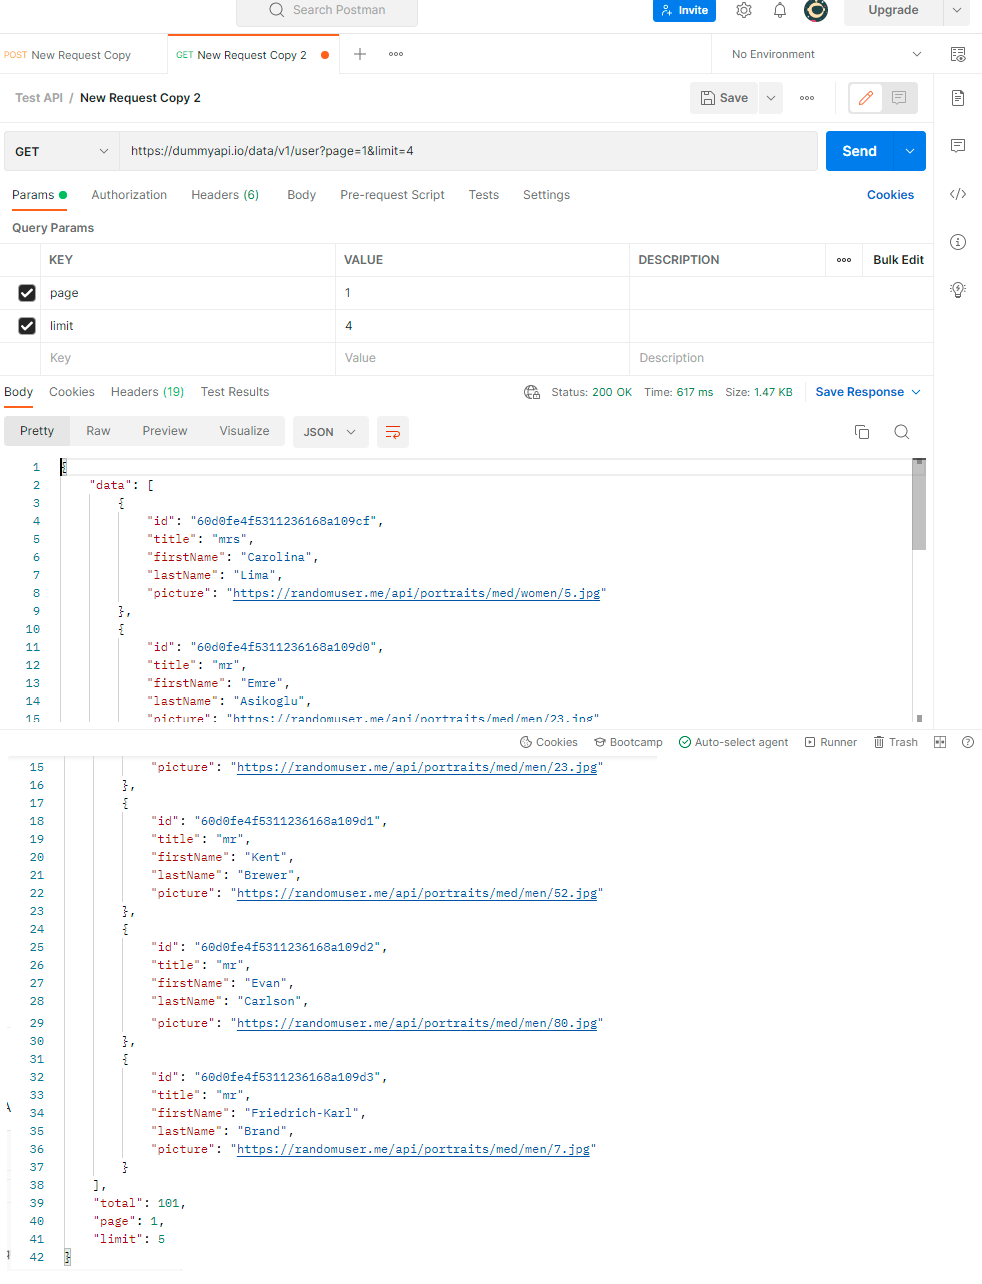 Search Postman Invite Upgrade
POST New Request Copy GET New Request Copy 2 No Environment
Test API / New Request Copy 2 Save
GET https://dummyapi.io/data/v1/user?page=1&limit=4 Send
Params Authorization Headers (6) Body Pre-request Script Tests Settings Cookies
Query Params
KEY VALUE DESCRIPTION Bulk Edit
page 1
limit 4
Key Value Description
Body Cookies Headers (19) Test Results Status: 200 OK Time: 617 ms Size: 1.47 KB Save Response
Pretty Raw Preview Visualize JSON
1 {
2 "data": [
3 {
4 "id": "60d0fe4f5311236168a109cf",
5 "title": "mrs",
6 "firstName": "Carolina",
7 "lastName": "Lima",
8 "picture": "https://randomuser.me/api/portraits/med/women/5.jpg"
9 },
10 {
11 "id": "60d0fe4f5311236168a109d0",
12 "title": "mr",
13 "firstName": "Emre",
14 "lastName": "Asikoglu",
15 "picture": "https://randomuser.me/api/portraits/med/men/23.jpg"
Cookies Bootcamp Auto-select agent Runner Trash
15 "picture": "https://randomuser.me/api/portraits/med/men/23.jpg"
16 },
17 {
18 "id": "60d0fe4f5311236168a109d1",
19 "title": "mr",
20 "firstName": "Kent",
21 "lastName": "Brewer",
22 "picture": "https://randomuser.me/api/portraits/med/men/52.jpg"
23 },
24 {
25 "id": "60d0fe4f5311236168a109d2",
26 "title": "mr",
27 "firstName": "Evan",
28 "lastName": "Carlson",
29 "picture": "https://randomuser.me/api/portraits/med/men/80.jpg"
30 },
31 {
32 "id": "60d0fe4f5311236168a109d3",
33 "title": "mr",
34 "firstName": "Friedrich-Karl",
35 "lastName": "Brand",
36 "picture": "https://randomuser.me/api/portraits/med/men/7.jpg"
37 }
38 ],
39 "total": 101,
40 "page": 1,
41 "limit": 5
42 }